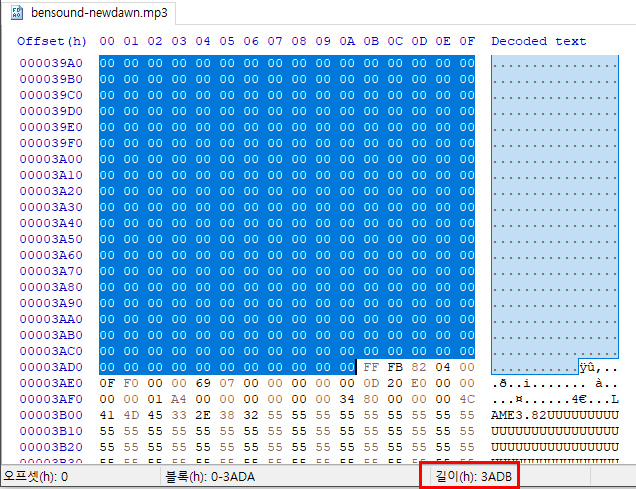 bensound-newdawn.mp3
Offset(h) 00 01 02 03 04 05 06 07 08 09 0A 0B 0C 0D 0E 0F Decoded text
000039A0 00 00 00 00 00 00 00 00 00 00 00 00 00 00 00 00 ................
000039B0 00 00 00 00 00 00 00 00 00 00 00 00 00 00 00 00 ................
000039C0 00 00 00 00 00 00 00 00 00 00 00 00 00 00 00 00 ................
000039D0 00 00 00 00 00 00 00 00 00 00 00 00 00 00 00 00 ................
000039E0 00 00 00 00 00 00 00 00 00 00 00 00 00 00 00 00 ................
000039F0 00 00 00 00 00 00 00 00 00 00 00 00 00 00 00 00 ................
00003A00 00 00 00 00 00 00 00 00 00 00 00 00 00 00 00 00 ................
00003A10 00 00 00 00 00 00 00 00 00 00 00 00 00 00 00 00 ................
00003A20 00 00 00 00 00 00 00 00 00 00 00 00 00 00 00 00 ................
00003A30 00 00 00 00 00 00 00 00 00 00 00 00 00 00 00 00 ................
00003A40 00 00 00 00 00 00 00 00 00 00 00 00 00 00 00 00 ................
00003A50 00 00 00 00 00 00 00 00 00 00 00 00 00 00 00 00 ................
00003A60 00 00 00 00 00 00 00 00 00 00 00 00 00 00 00 00 ................
00003A70 00 00 00 00 00 00 00 00 00 00 00 00 00 00 00 00 ................
00003A80 00 00 00 00 00 00 00 00 00 00 00 00 00 00 00 00 ................
00003A90 00 00 00 00 00 00 00 00 00 00 00 00 00 00 00 00 ................
00003AA0 00 00 00 00 00 00 00 00 00 00 00 00 00 00 00 00 ................
00003AB0 00 00 00 00 00 00 00 00 00 00 00 00 00 00 00 00 ................
00003AC0 00 00 00 00 00 00 00 00 00 00 00 00 00 00 00 00 ................
00003AD0 00 00 00 00 00 00 00 00 00 00 00 FF FB 82 04 00 ...........ÿû‚..
00003AE0 0F F0 00 00 69 07 00 00 00 00 00 0D 20 E0 00 00 .ð..i....... à..
00003AF0 00 00 01 A4 00 00 00 00 00 00 34 80 00 00 00 4C ...¤......4€...L
00003B00 41 4D 45 33 2E 38 32 55 55 55 55 55 55 55 55 55 AME3.82UUUUUUUUU
00003B10 55 55 55 55 55 55 55 55 55 55 55 55 55 55 55 55 UUUUUUUUUUUUUUUU
00003B20 55 55 55 55 55 55 55 55 55 55 55 55 55 55 55 55 UUUUUUUUUUUUUUUU
00003B30 55 55 55 55 55 55 55 55 55 55 55 55 55 55 55 55 UUUUUUUUUUUUUUUU
오프셋(h): 0 블록(h): 0-3ADA 길이(h): 3ADB